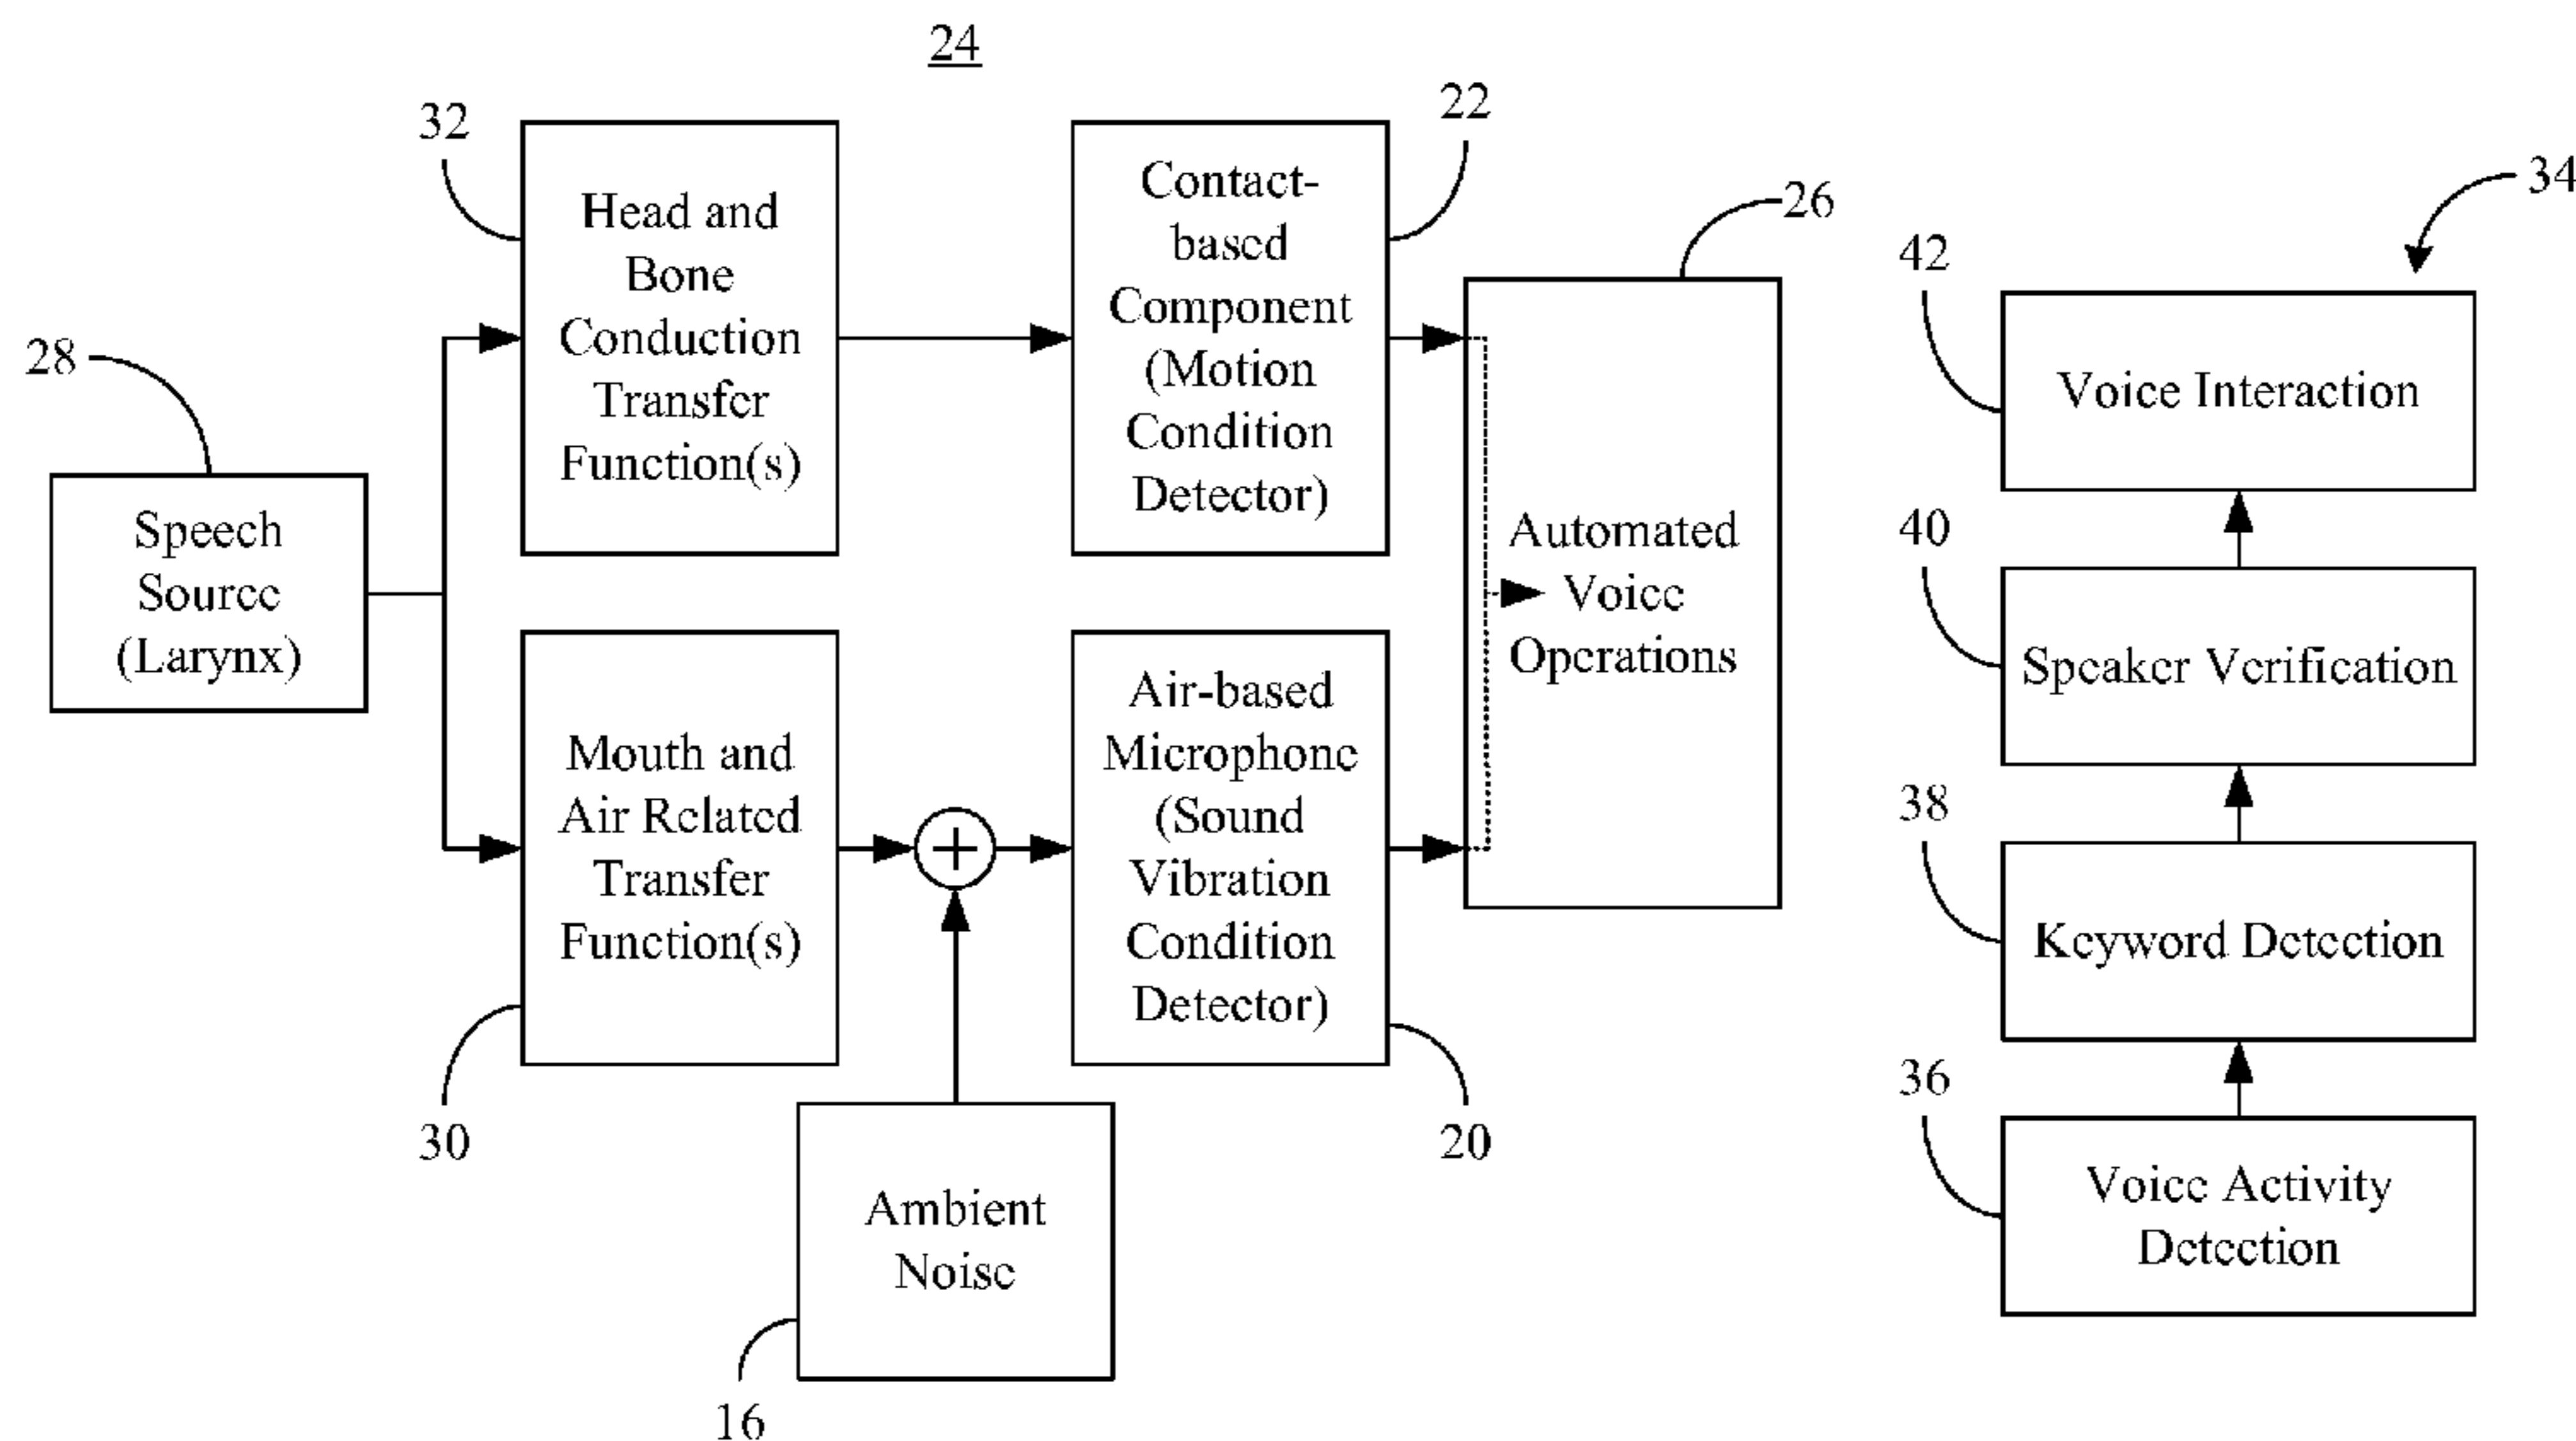 24
32
Head and
Bone
Conduction
Transfer
Function(s)
22
Contact-
based
Component
(Motion
Condition
Detector)
26
Automated
Voice
Operations
28
Speech
Source
(Larynx)
30
Mouth and
Air Related
Transfer
Function(s)
20
Air-based
Microphone
(Sound
Vibration
Condition
Detector)
16
Ambient
Noise
34
42
Voice Interaction
40
Speaker Verification
38
Keyword Detection
36
Voice Activity
Detection